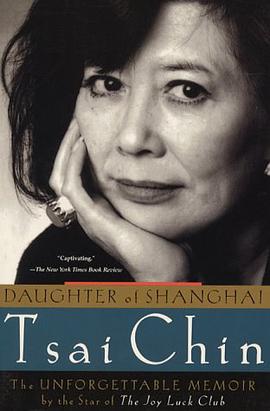 "Captivating."
—The New York Times Book Review
DAUGHTER of SHANGHAI
Tsai Chin
The UNFORGETTABLE MEMOIR
by the Star of The Joy Luck Club